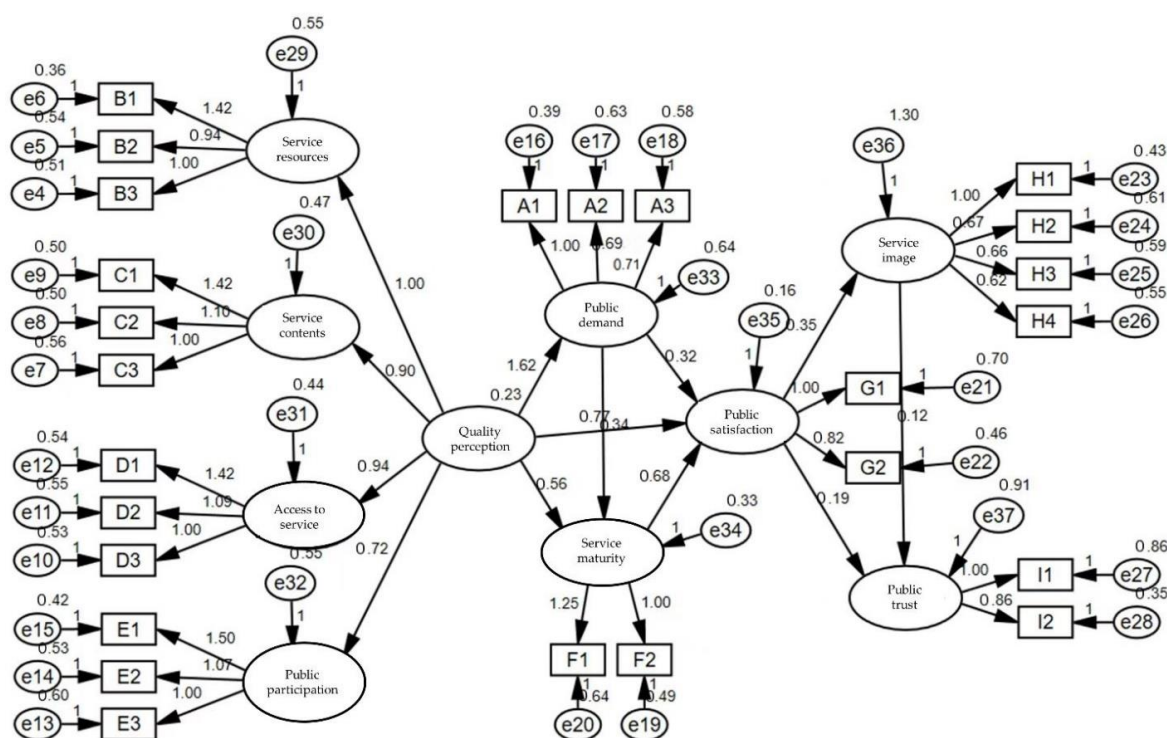 0.55
e29
0.36
1
e6
1
B1
1.42
0.54
Service
resources
e5
1
B2
0.94
0.51
1.00
e4
1
B3
0.47
e30
0.50
1
e9
1
C1
1.42
0.50
Service
contents
e8
1
C2
1.10
0.56
1.00
e7
1
C3
0.90
1.00
0.44
e31
0.54
1
e12
1
D1
1.42
0.94
0.55
Access to
service
e11
1
D2
1.09
0.53
1.00
e10
1
D3
0.72
0.55
e32
0.42
1
e15
1
E1
1.50
0.53
Public
participation
e14
1
E2
1.07
0.60
1.00
e13
1
E3
0.39
0.63
0.58
e16
e17
e18
1
1
1
A1
A2
A3
1.00
0.69
0.71
0.64
Public
demand
1
e33
1.62
0.23
Quality
perception
0.32
0.77
0.34
0.56
0.68
0.33
Service
maturity
1
e34
1.25
1.00
F1
F2
1
0.64
1
0.49
e20
e19
0.16
e35
1
0.35
Public
satisfaction
1.00
G1
1
0.70
e21
0.82
G2
1
0.46
e22
0.19
0.12
1.30
e36
1
Service
image
1.00
H1
1
0.43
e23
0.67
H2
1
0.61
e24
0.66
H3
1
0.59
e25
0.62
H4
1
0.55
e26
0.91
e37
1
Public
trust
1.00
I1
1
0.86
e27
0.86
I2
1
0.35
e28